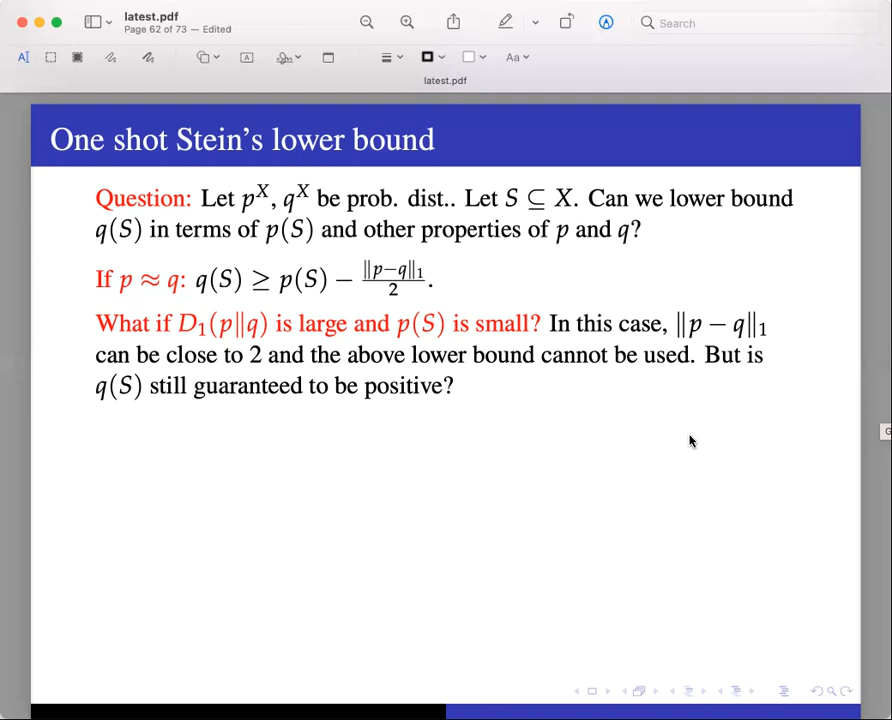 latest.pdf
Page 62 of 73 — Edited
Search
Aa
latest.pdf
One shot Stein's lower bound
Question: Let p^X, q^X be prob. dist.. Let S ⊆ X. Can we lower bound
q(S) in terms of p(S) and other properties of p and q?
If p ≈ q: q(S) ≥ p(S) − ‖p−q‖₁/2.
What if D₁(p‖q) is large and p(S) is small? In this case, ‖p − q‖₁
can be close to 2 and the above lower bound cannot be used. But is
q(S) still guaranteed to be positive?
G